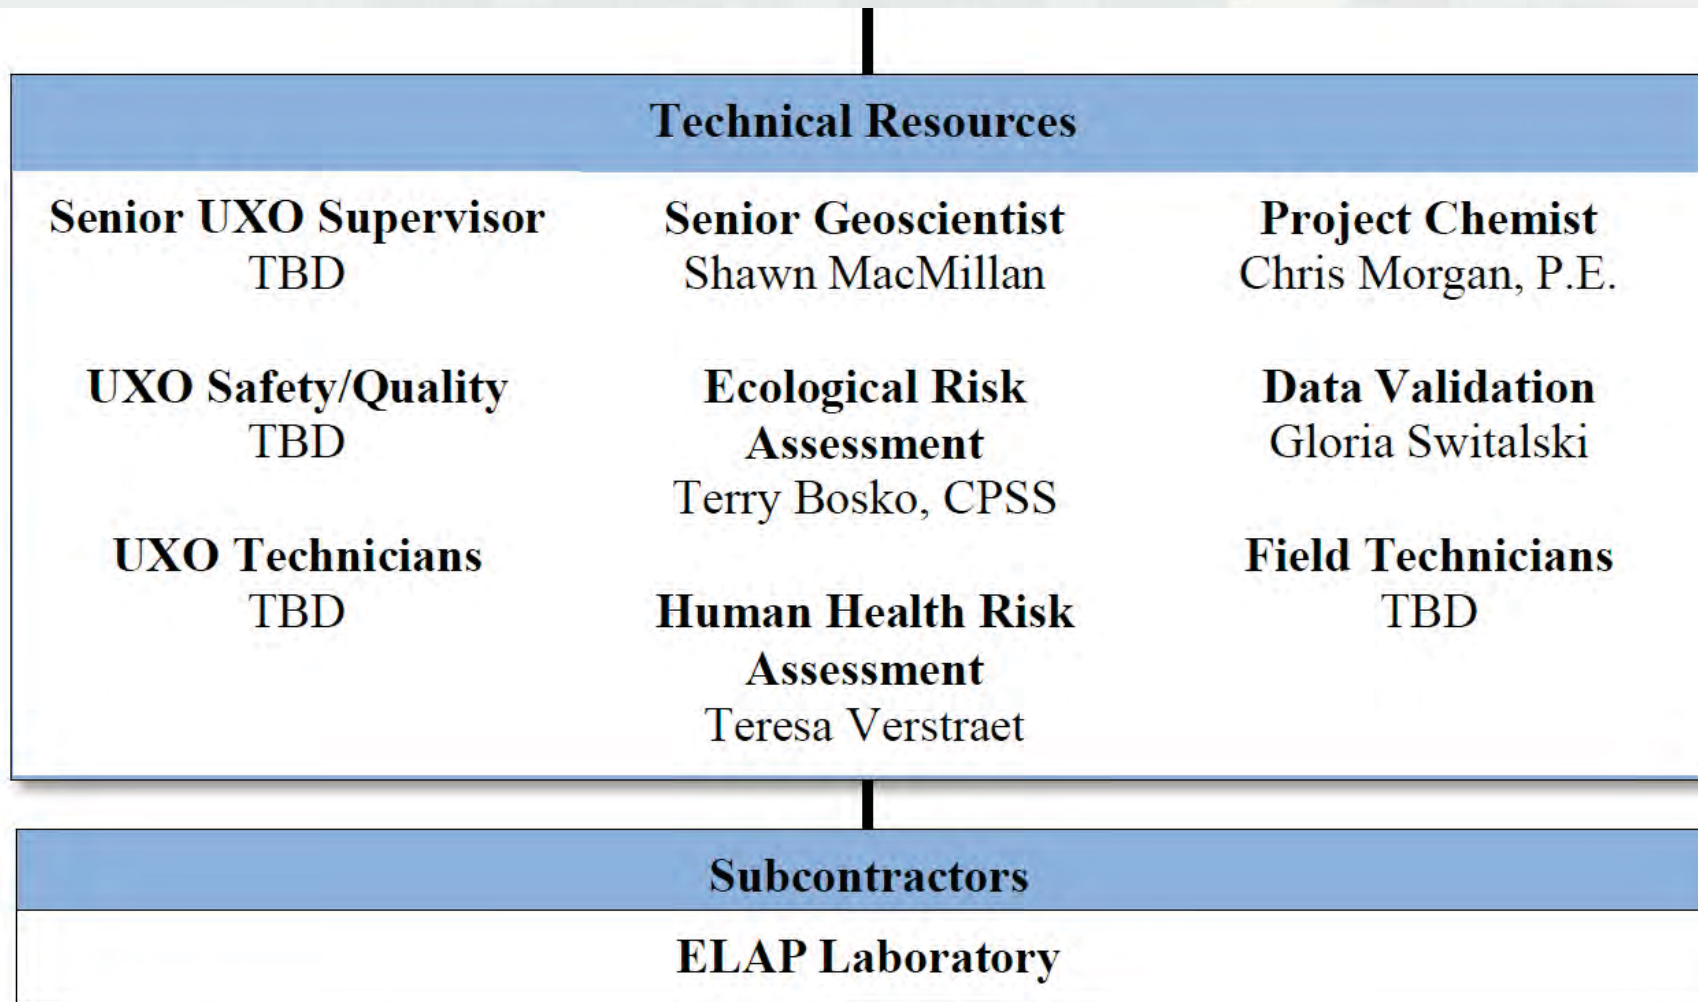 Technical Resources
Senior UXO Supervisor
TBD
UXO Safety/Quality
TBD
UXO Technicians
TBD
Senior Geoscientist
Shawn MacMillan
Ecological Risk
Assessment
Terry Bosko, CPSS
Human Health Risk
Assessment
Teresa Verstraet
Project Chemist
Chris Morgan, P.E.
Data Validation
Gloria Switalski
Field Technicians
TBD
Subcontractors
ELAP Laboratory